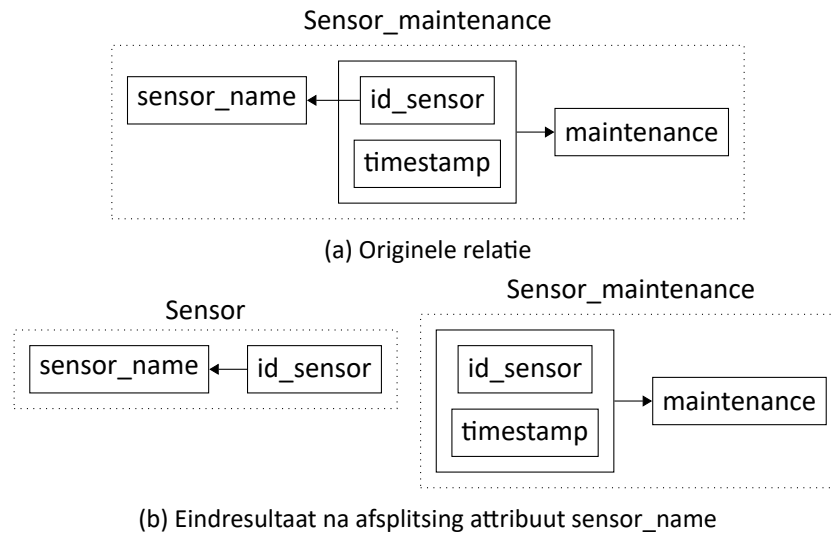 Sensor_maintenance
sensor_name
id_sensor
timestamp
maintenance
(a) Originele relatie
Sensor
sensor_name
id_sensor
Sensor_maintenance
id_sensor
timestamp
maintenance
(b) Eindresultaat na afsplitsing attribuut sensor_name